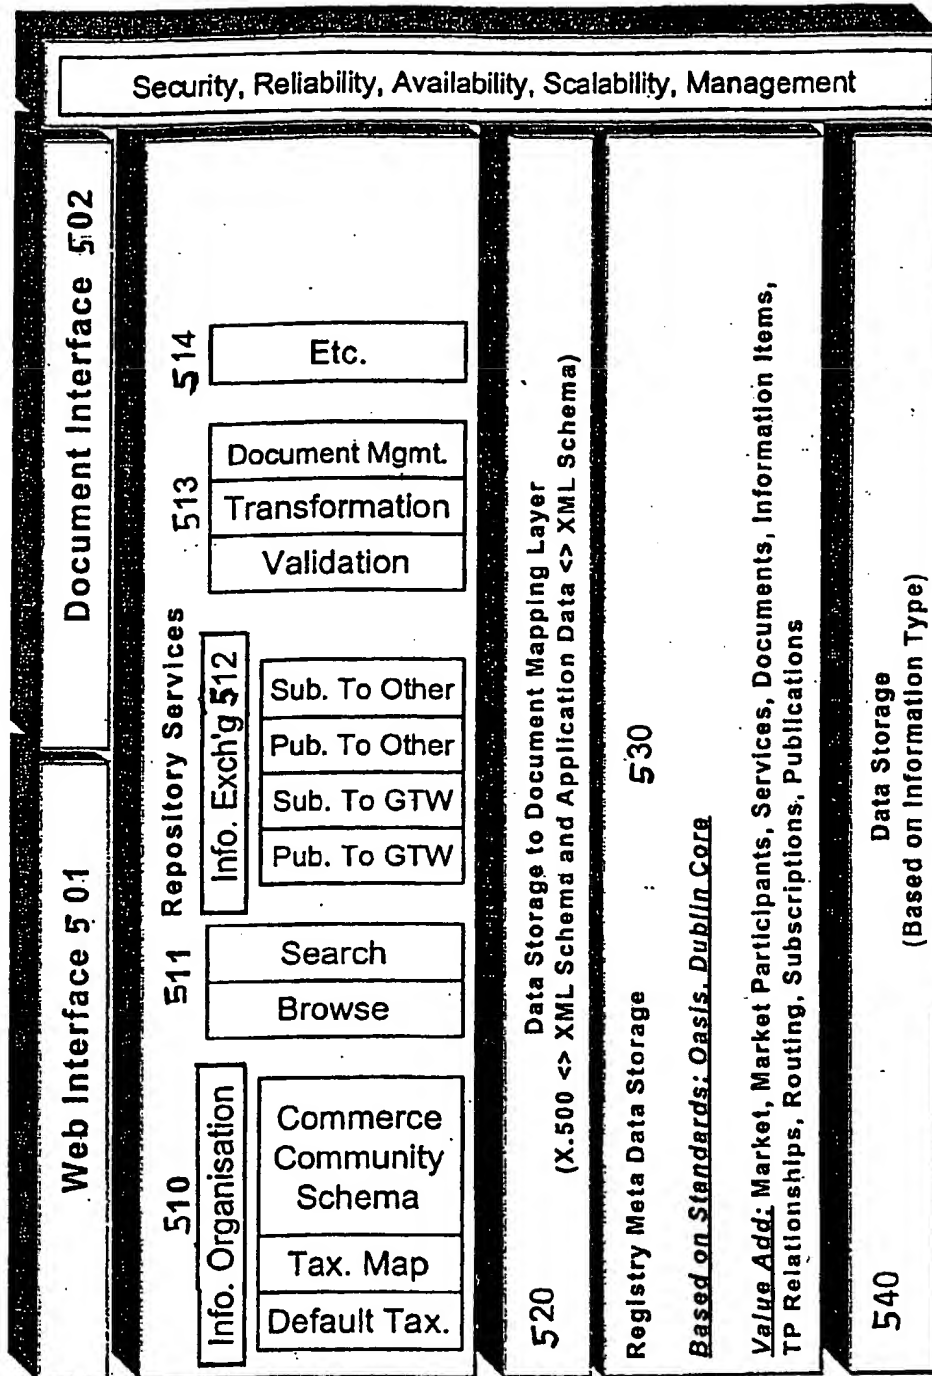 Security, Reliability, Availability, Scalability, Management
Web Interface 501
Document Interface 502
Repository Services
510
Info. Organisation
Commerce
Community
Schema
Tax. Map
Default Tax.
511
Search
Browse
Info. Exch'g 512
Sub. To Other
Pub. To Other
Sub. To GTW
Pub. To GTW
513
Document Mgmt.
Transformation
Validation
514
Etc.
520
Data Storage to Document Mapping Layer
(X.500 <> XML Schema and Application Data <> XML Schema)
Registry Meta Data Storage
530
Based on Standards: Oasis, Dublin Core
Value Add: Market, Market Participants, Services, Documents, Information Items,
TP Relationships, Routing, Subscriptions, Publications
540
Data Storage
(Based on Information Type)